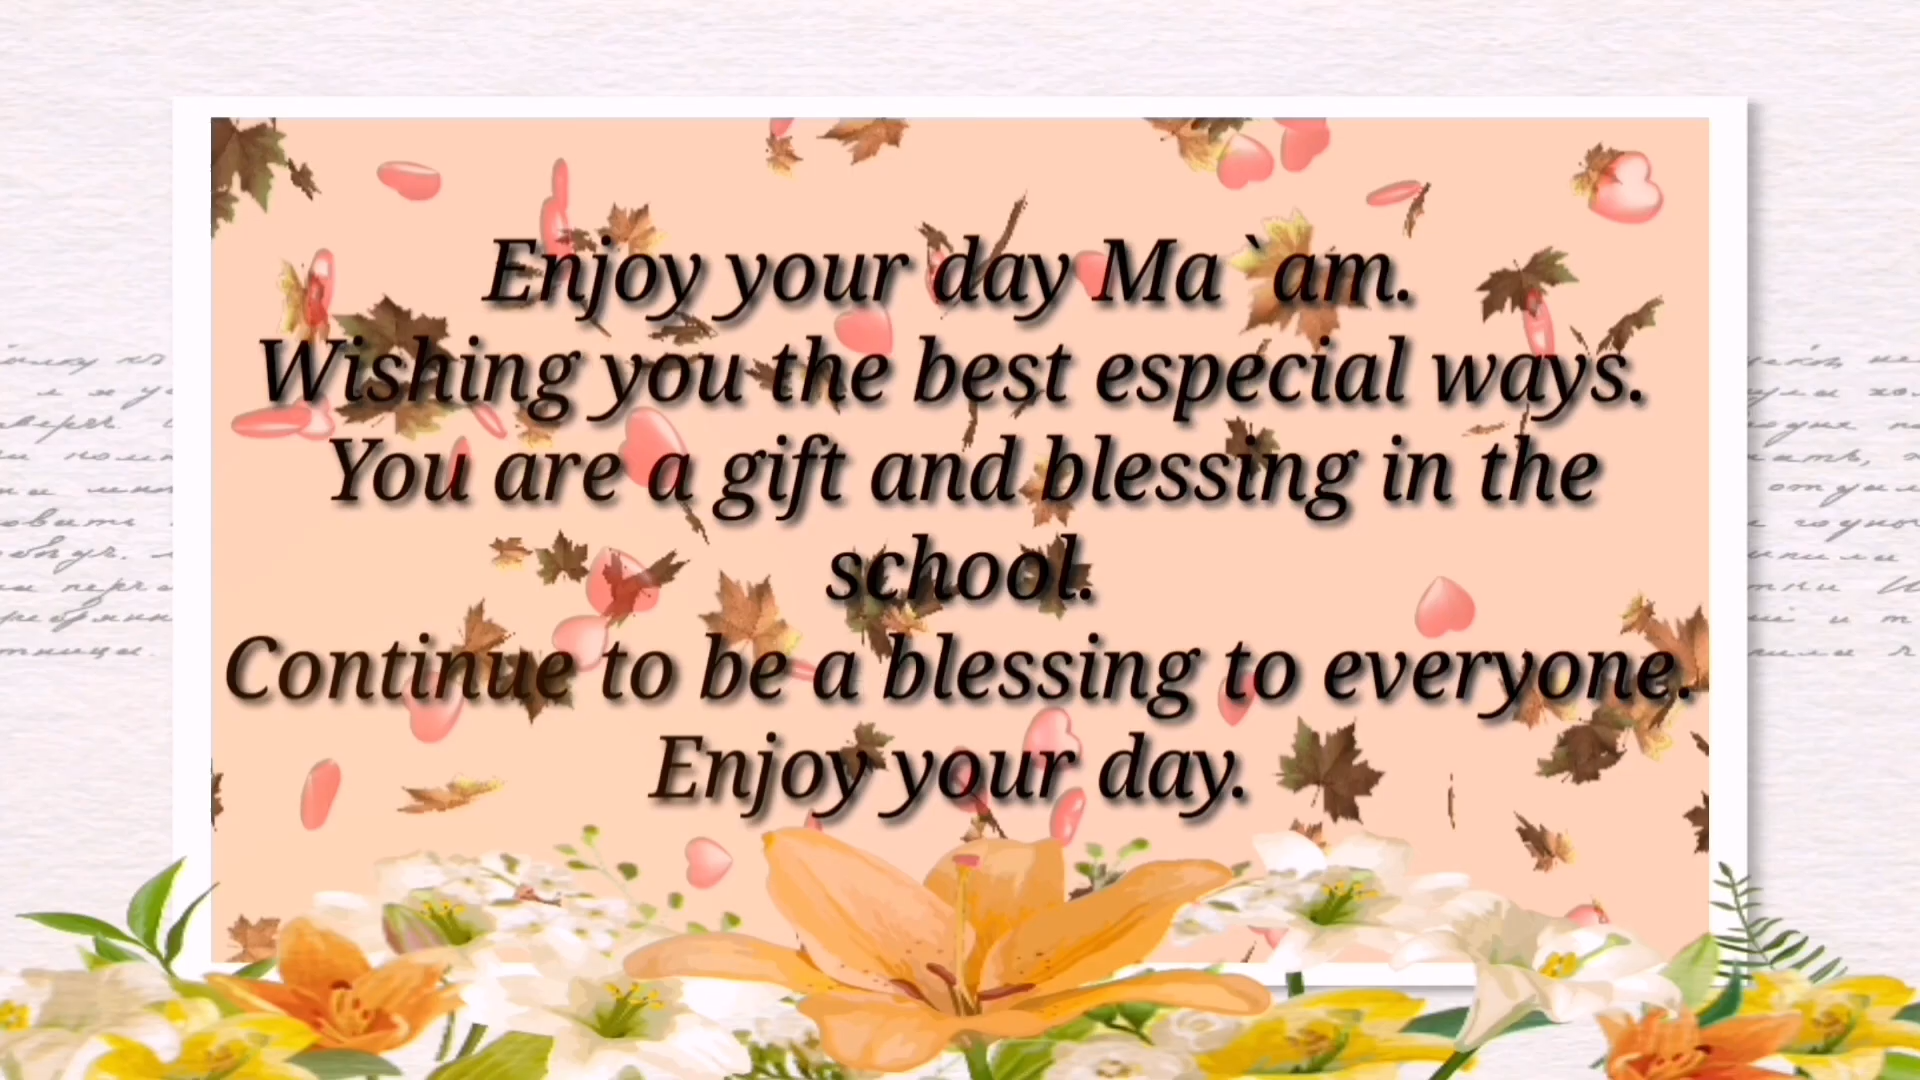 Enjoy your day Ma`am.
Wishing you the best especial ways.
You are a gift and blessing in the
school.
Continue to be a blessing to everyone.
Enjoy your day.